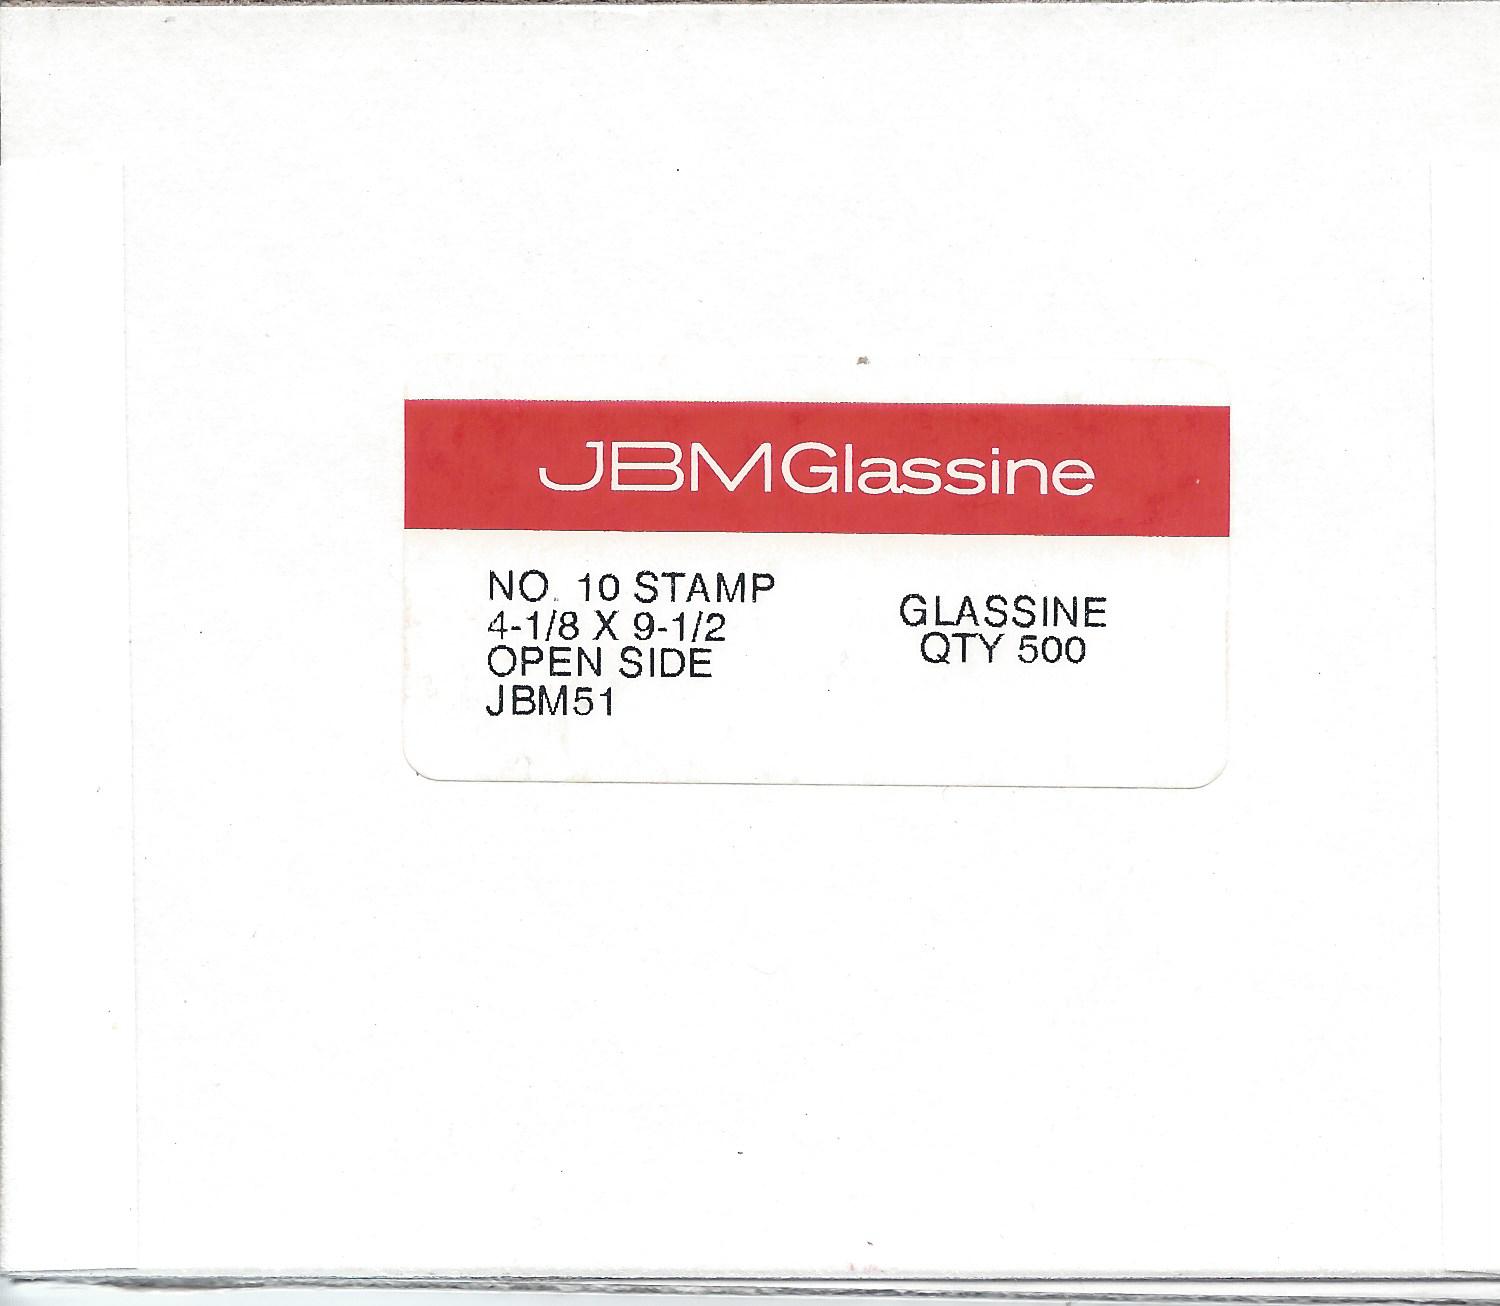 JBMGlassine
NO. 10 STAMP
4-1/8 X 9-1/2
OPEN SIDE
JBM51
GLASSINE
QTY 500